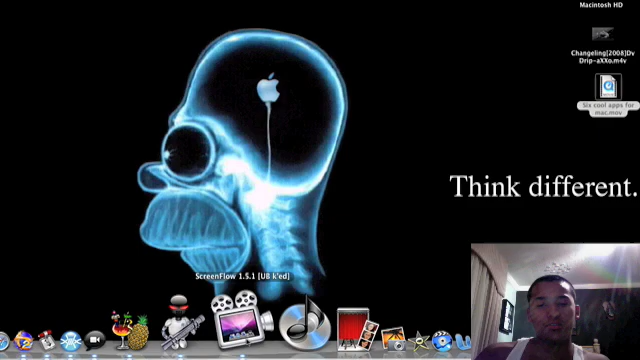 Macintosh HD
Changeling[2008]Dv
Drip-aXXo.m4v
Six cool apps for
mac.mov
Think different.
ScreenFlow 1.5.1 [UB k'ed]